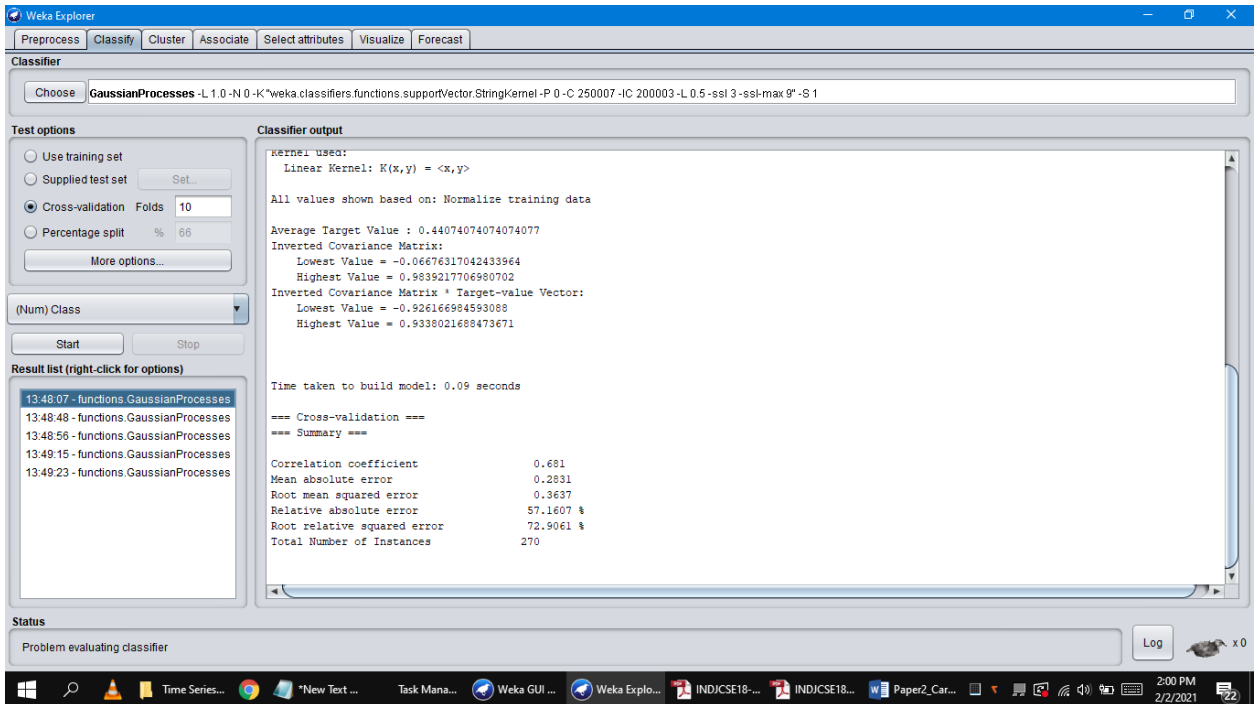 Weka Explorer
Preprocess Classify Cluster Associate Select attributes Visualize Forecast
Classifier
Choose GaussianProcesses -L 1.0 -N 0 -K "weka.classifiers.functions.supportVector.StringKernel -P 0 -C 250007 -IC 200003 -L 0.5 -ssl 3 -ssl-max 9" -S 1
Test options
Use training set
Supplied test set Set...
Cross-validation Folds 10
Percentage split % 66
More options...
(Num) Class
Start Stop
Result list (right-click for options)
13:48:07 - functions.GaussianProcesses
13:48:48 - functions.GaussianProcesses
13:48:56 - functions.GaussianProcesses
13:49:15 - functions.GaussianProcesses
13:49:23 - functions.GaussianProcesses
Classifier output
Kernel used:
Linear Kernel: K(x,y) = <x,y>
All values shown based on: Normalize training data
Average Target Value : 0.44074074074074077
Inverted Covariance Matrix:
Lowest Value = -0.06676317042433964
Highest Value = 0.9839217706980702
Inverted Covariance Matrix * Target-value Vector:
Lowest Value = -0.926166984593088
Highest Value = 0.9338021688473671
Time taken to build model: 0.09 seconds
=== Cross-validation ===
=== Summary ===
Correlation coefficient 0.681
Mean absolute error 0.2831
Root mean squared error 0.3637
Relative absolute error 57.1607 %
Root relative squared error 72.9061 %
Total Number of Instances 270
Status
Problem evaluating classifier
Log x 0
Time Series... *New Text ... Task Mana... Weka GUI ... Weka Explo... INDJCSE18-... INDJCSE18... Paper2_Car... 2:00 PM
2/2/2021
22